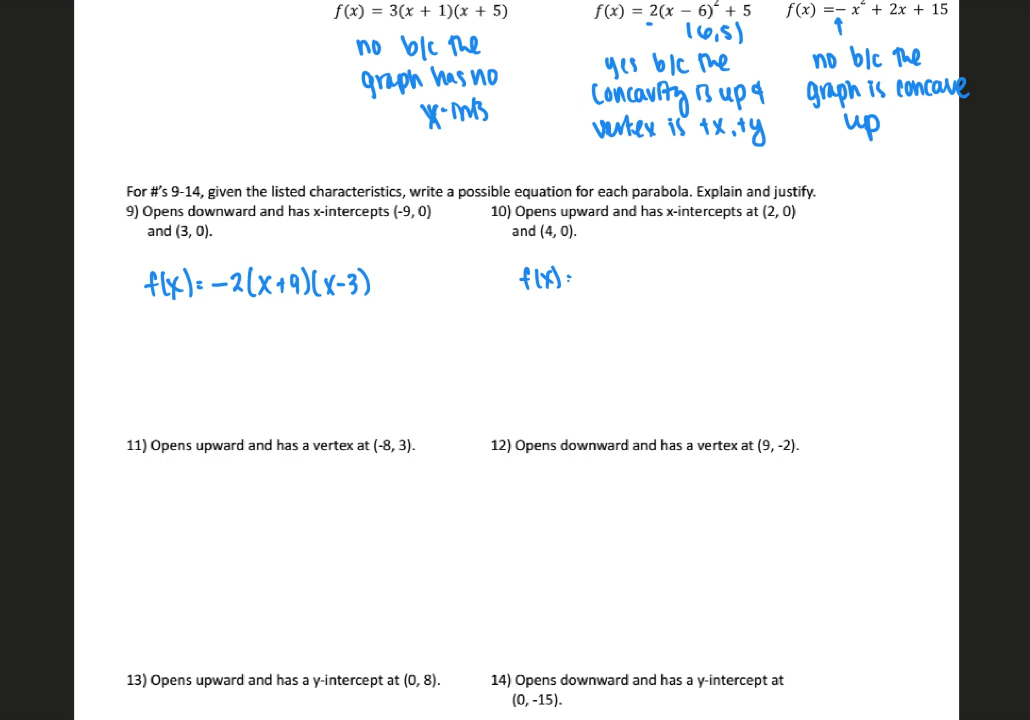 f(x) = 3(x + 1)(x + 5)
f(x) = 2(x − 6)² + 5
f(x) =− x² + 2x + 15
(6,5)
no b/c the
graph has no
x-ints
yes b/c the
concavity is up &
vertex is +x,+y
no b/c the
graph is concave
up
For #'s 9-14, given the listed characteristics, write a possible equation for each parabola. Explain and justify.
9) Opens downward and has x-intercepts (-9, 0)
and (3, 0).
10) Opens upward and has x-intercepts at (2, 0)
and (4, 0).
f(x) = -2(x+9)(x-3)
f(x) =
11) Opens upward and has a vertex at (-8, 3).
12) Opens downward and has a vertex at (9, -2).
13) Opens upward and has a y-intercept at (0, 8).
14) Opens downward and has a y-intercept at
(0, -15).